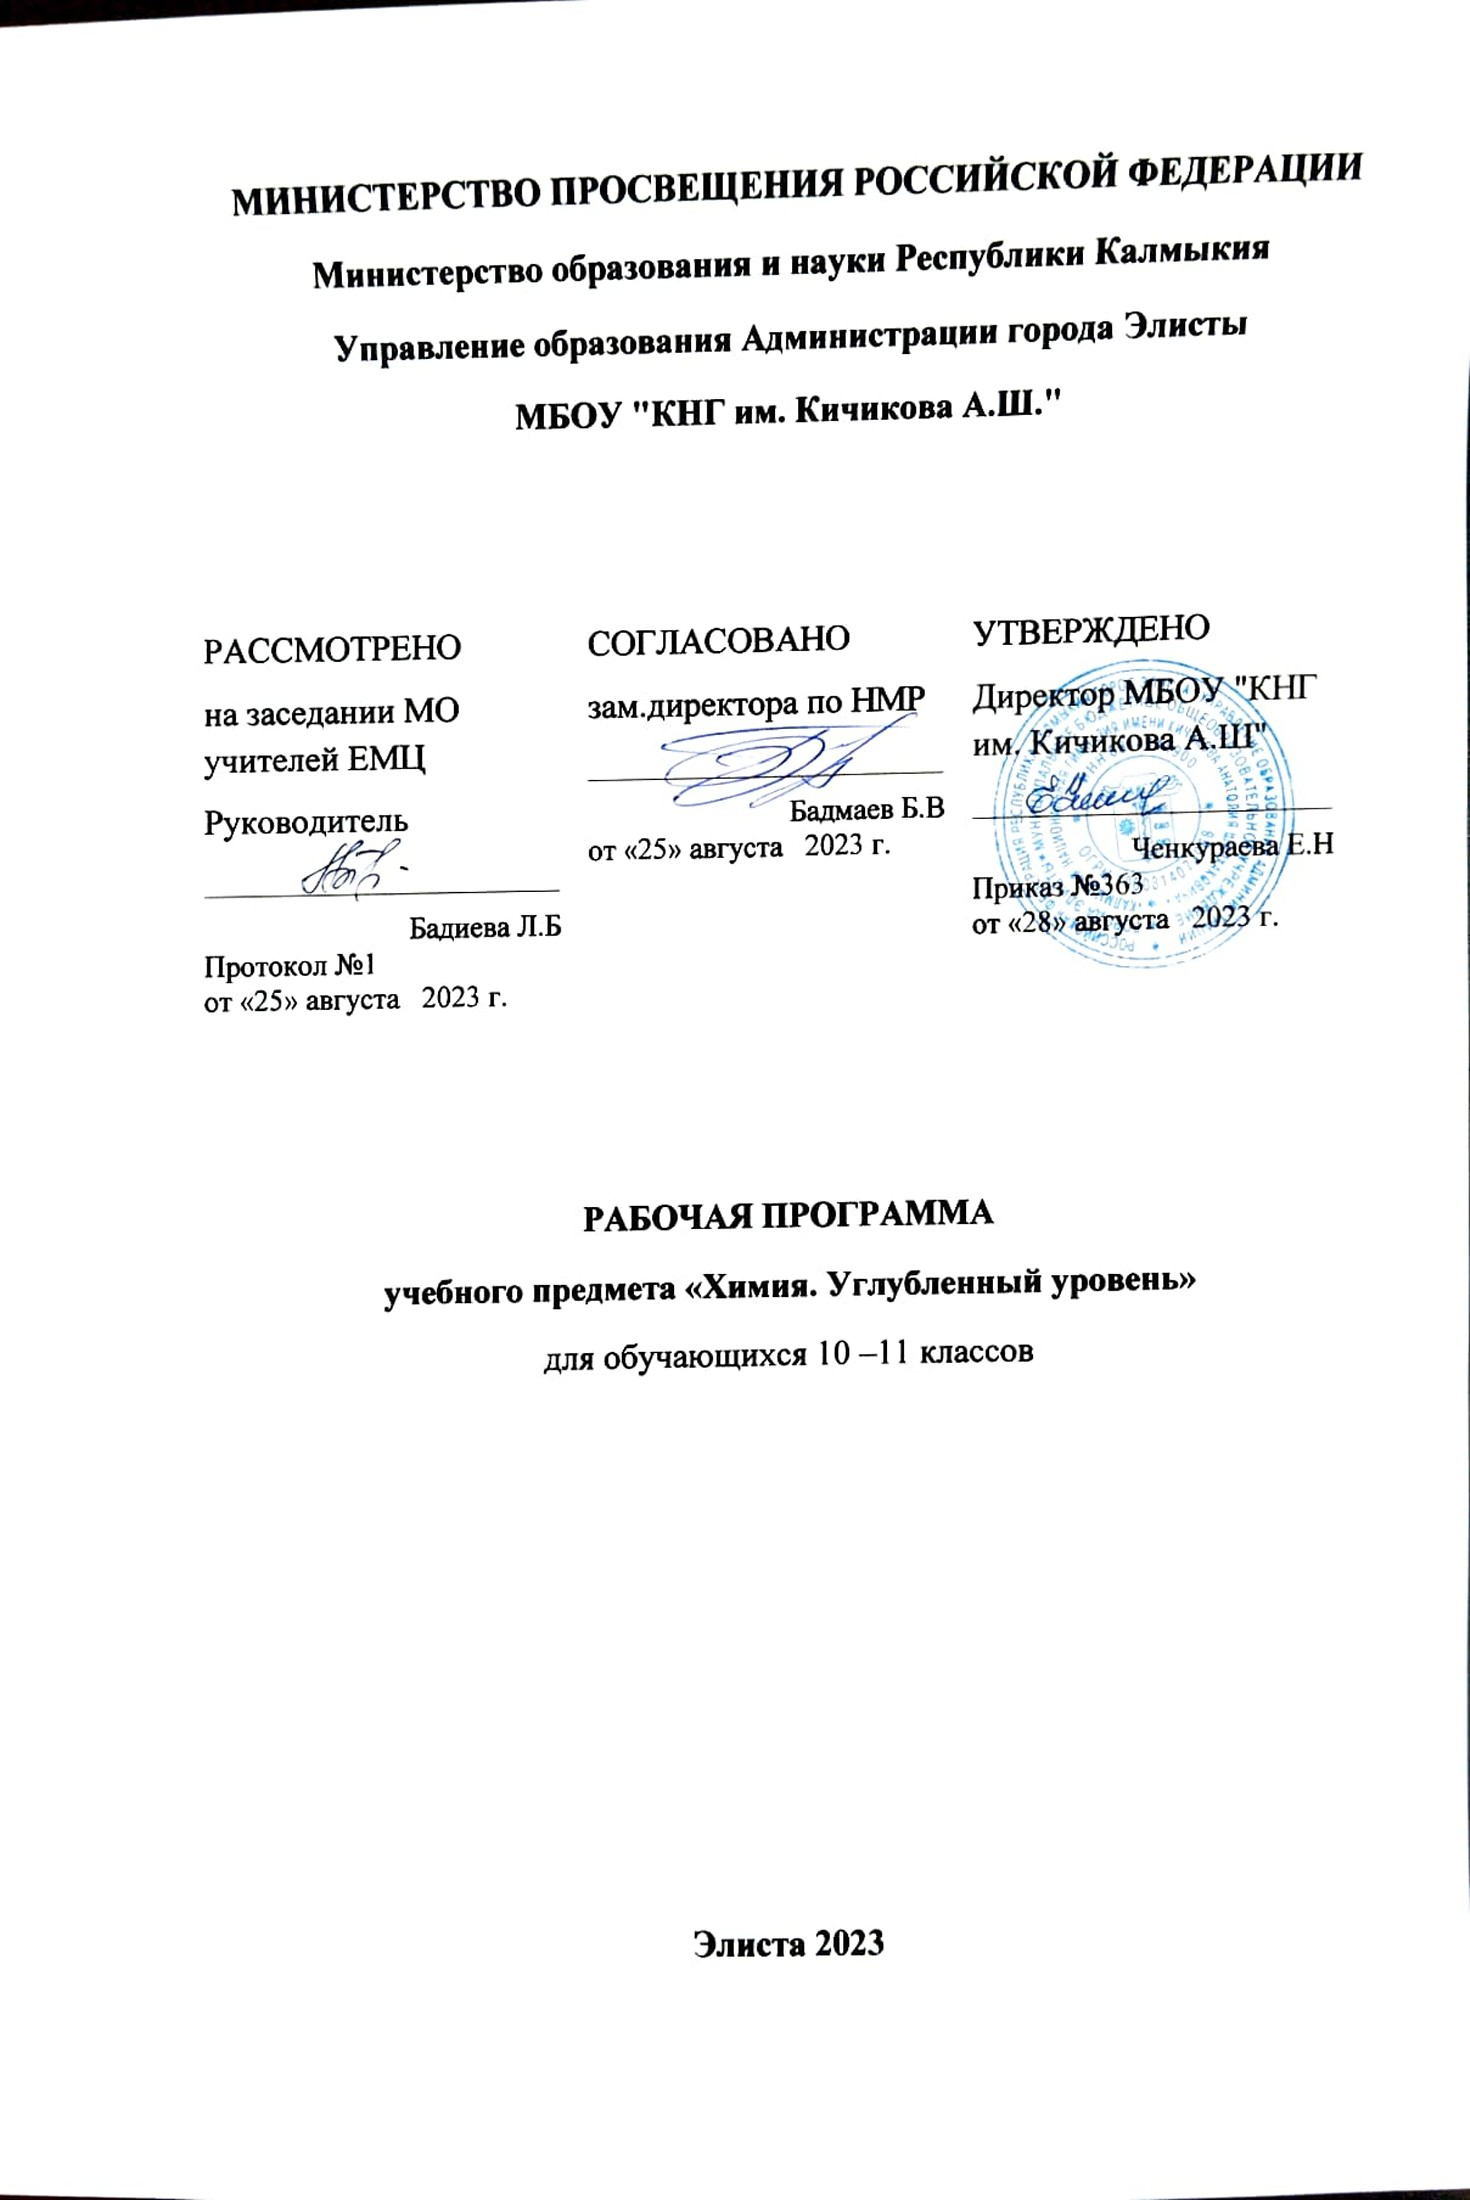 МИНИСТЕРСТВО ПРОСВЕЩЕНИЯ РОССИЙСКОЙ ФЕДЕРАЦИИ
Министерство образования и науки Республики Калмыкия
Управление образования Администрации города Элисты
МБОУ "КНГ им. Кичикова А.Ш."
РАССМОТРЕНО
на заседании МО
учителей ЕМЦ
Руководитель
Бадиева Л.Б
Протокол №1
от «25» августа 2023 г.
СОГЛАСОВАНО
зам.директора по НМР
Бадмаев Б.В
от «25» августа 2023 г.
УТВЕРЖДЕНО
Директор МБОУ "КНГ
им. Кичикова А.Ш"
Ченкураева Е.Н
Приказ №363
от «28» августа 2023 г.
РАБОЧАЯ ПРОГРАММА
учебного предмета «Химия. Углубленный уровень»
для обучающихся 10 –11 классов
Элиста 2023